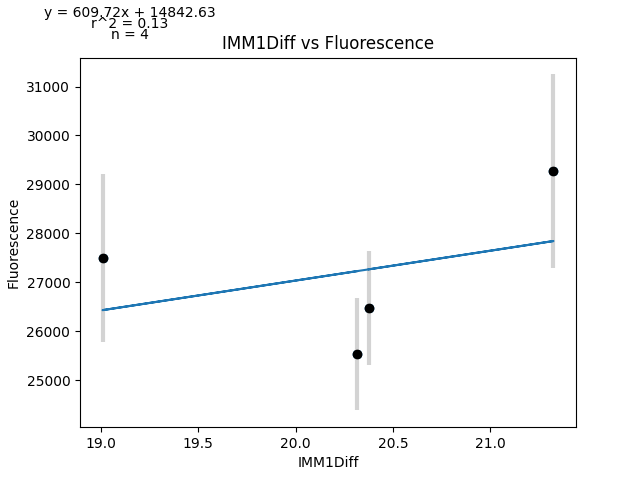 y = 609.72x + 14842.63
r^2 = 0.13
n = 4
IMM1Diff vs Fluorescence
31000
30000
29000
28000
27000
26000
25000
Fluorescence
19.0 19.5 20.0 20.5 21.0
IMM1Diff